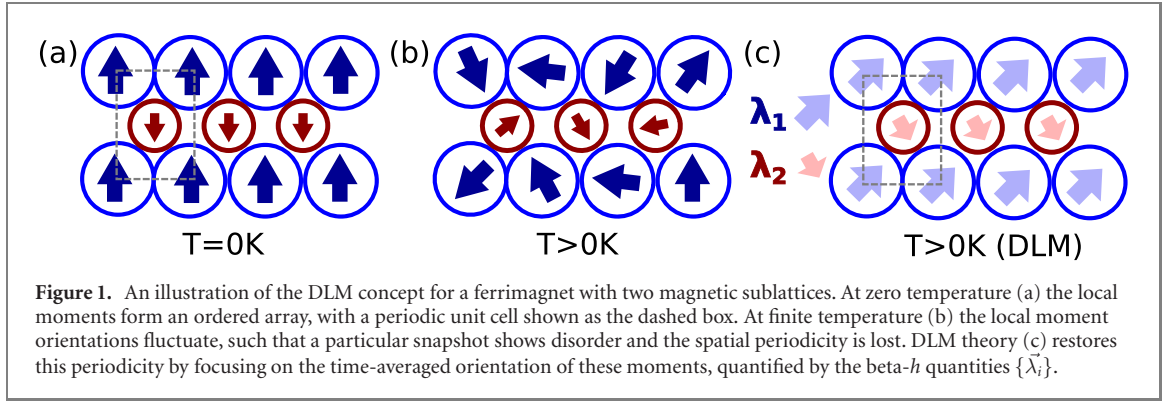 (a)
(b)
(c)
λ1
λ2
T=0K
T>0K
T>0K (DLM)
Figure 1. An illustration of the DLM concept for a ferrimagnet with two magnetic sublattices. At zero temperature (a) the local
moments form an ordered array, with a periodic unit cell shown as the dashed box. At finite temperature (b) the local moment
orientations fluctuate, such that a particular snapshot shows disorder and the spatial periodicity is lost. DLM theory (c) restores
this periodicity by focusing on the time-averaged orientation of these moments, quantified by the beta-h quantities {λ⃗i}.